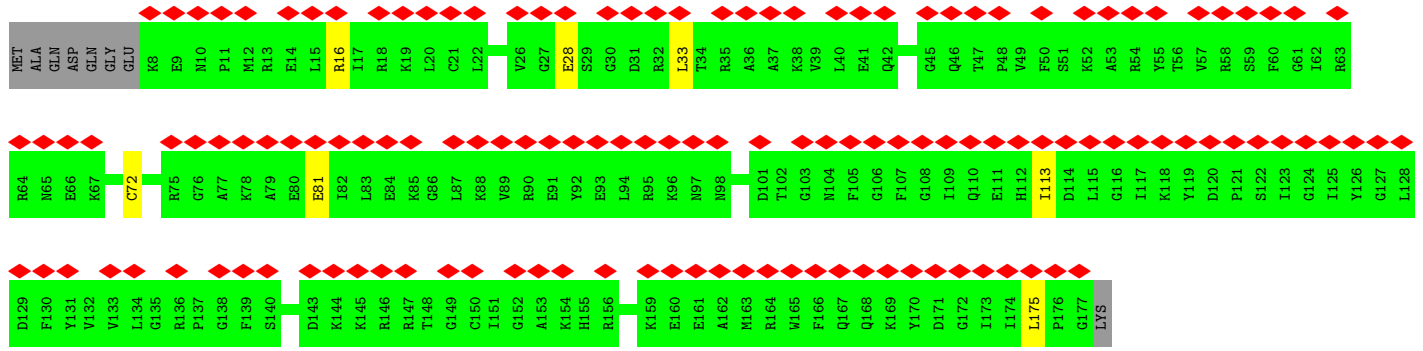 MET ALA GLN ASP GLN GLY GLU K8 E9 N10 P11 M12 R13 E14 L15 R16 I17 R18 K19 L20 C21 L22 V26 G27 E28 S29 G30 D31 R32 L33 T34 R35 A36 A37 K38 V39 L40 E41 Q42 G45 Q46 T47 P48 V49 F50 S51 K52 A53 R54 Y55 T56 V57 R58 S59 F60 G61 I62 R63
R64 N65 E66 K67 C72 R75 G76 A77 K78 A79 E80 E81 I82 L83 E84 K85 G86 L87 K88 V89 R90 E91 Y92 E93 L94 R95 K96 N97 N98 D101 T102 G103 N104 F105 G106 F107 G108 I109 Q110 E111 H112 I113 D114 L115 G116 I117 K118 Y119 D120 P121 S122 I123 G124 I125 Y126 G127 L128
D129 F130 Y131 V132 V133 L134 G135 R136 P137 G138 F139 S140 D143 K144 K145 R146 R147 T148 G149 C150 I151 G152 A153 K154 H155 R156 K159 E160 E161 A162 M163 R164 W165 F166 Q167 Q168 K169 Y170 D171 G172 I173 I174 L175 P176 G177 LYS